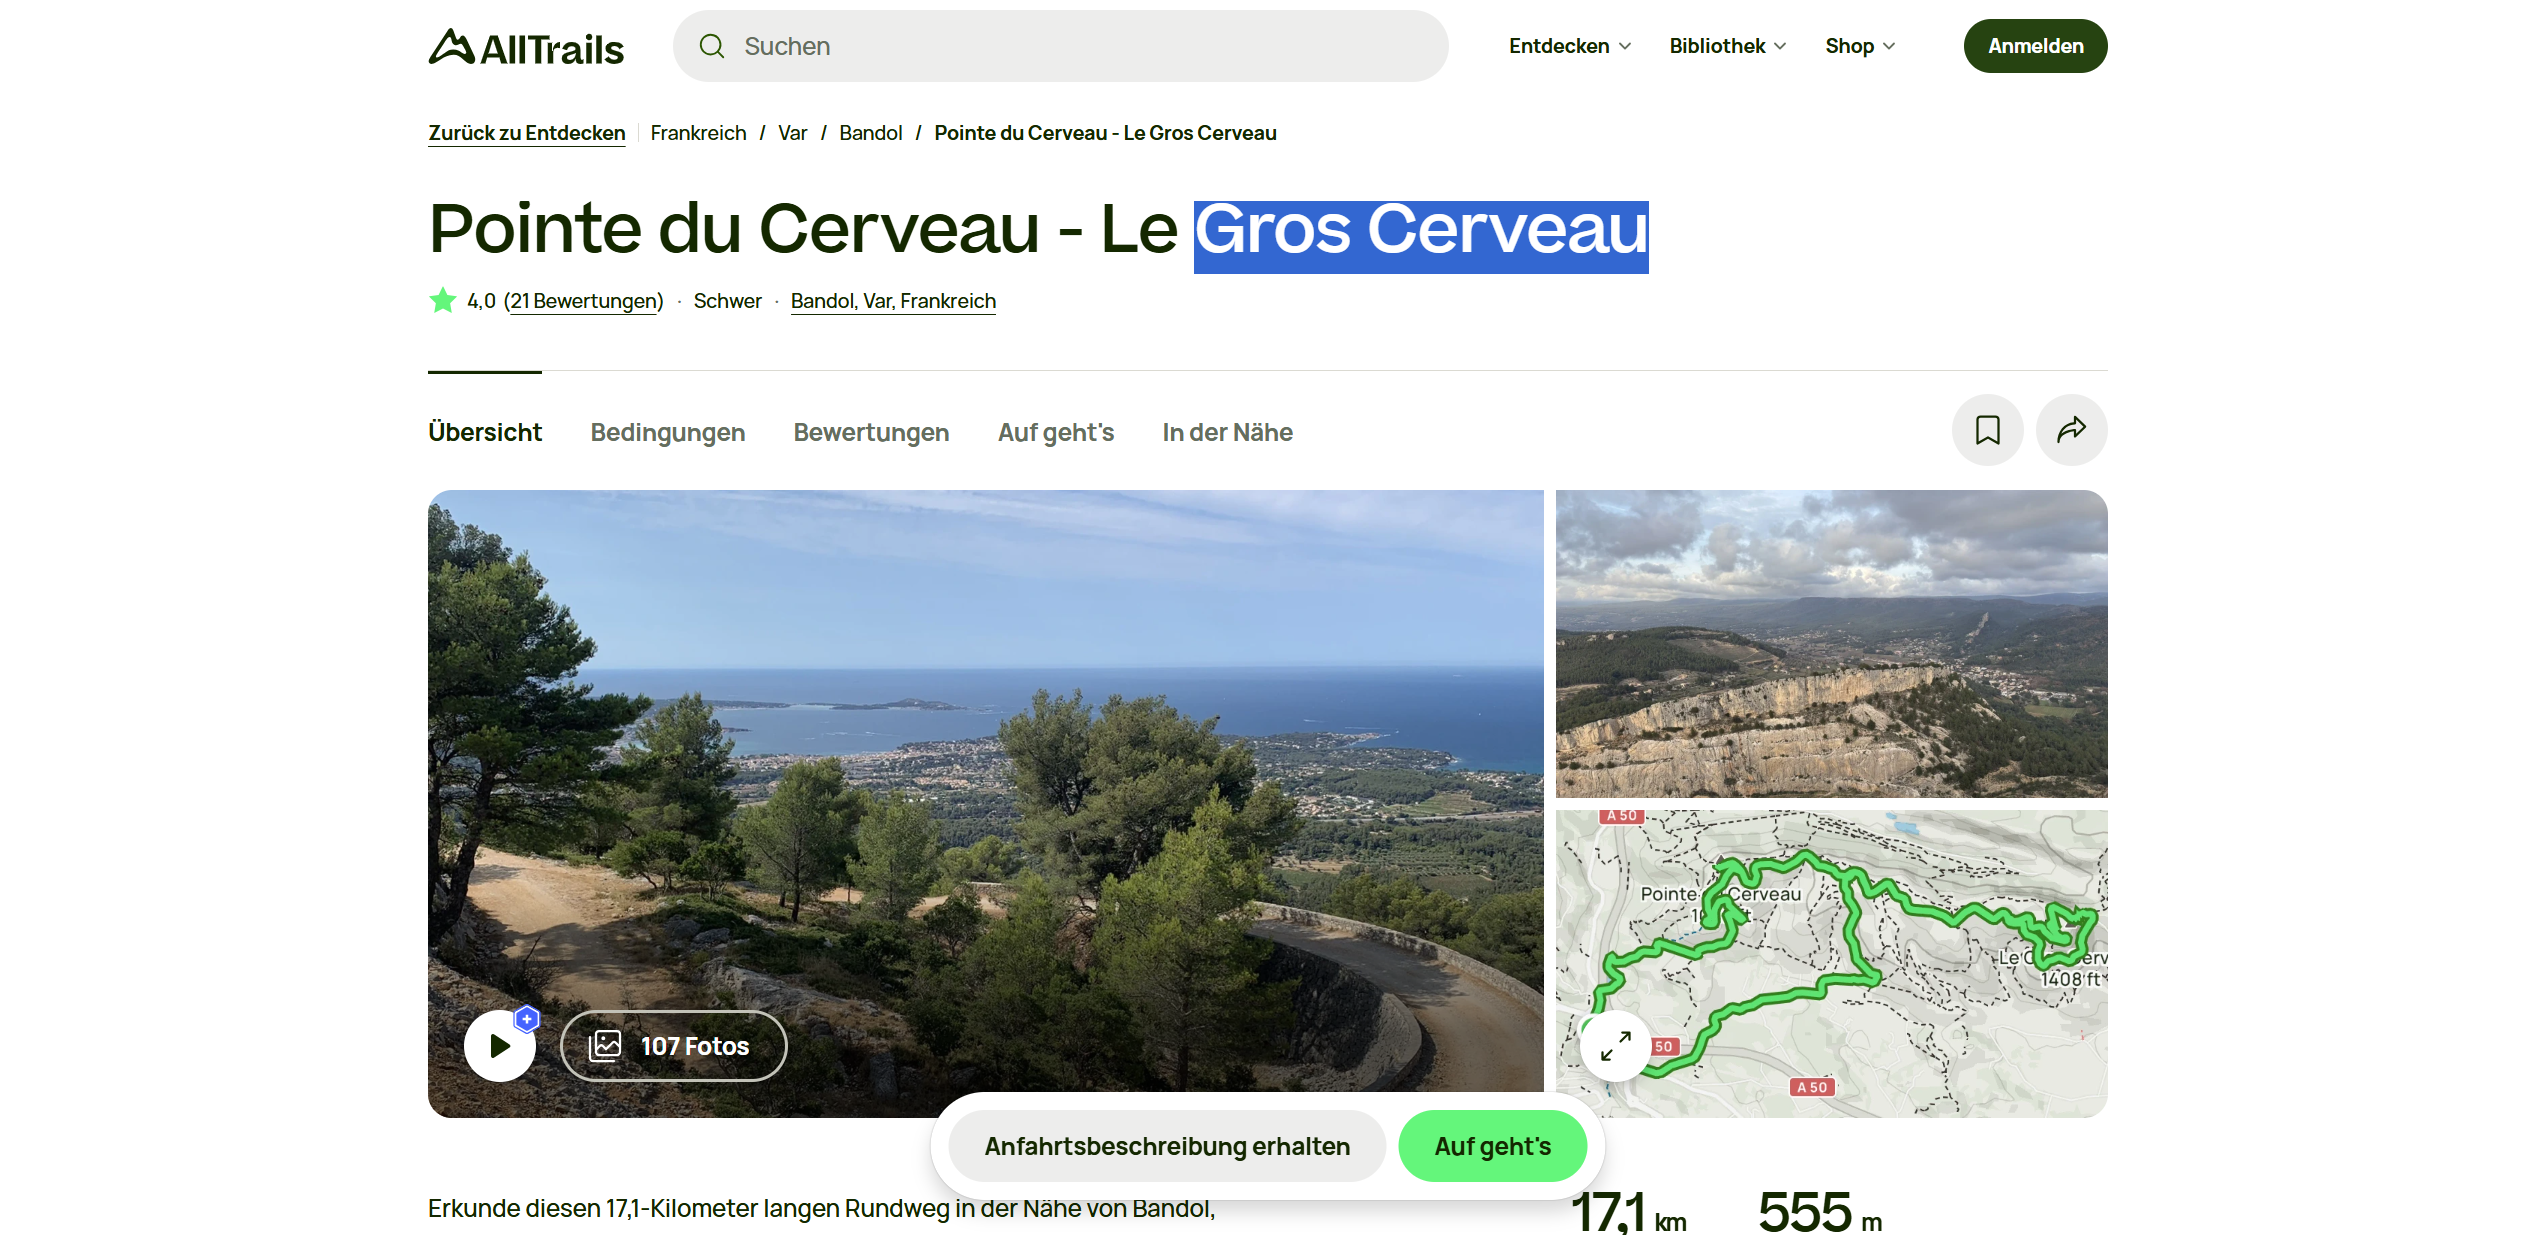 AllTrails
Suchen
Entdecken
Bibliothek
Shop
Anmelden
Zurück zu Entdecken
Frankreich / Var / Bandol / Pointe du Cerveau - Le Gros Cerveau
Pointe du Cerveau - Le Gros Cerveau
4,0 (21 Bewertungen) · Schwer · Bandol, Var, Frankreich
Übersicht
Bedingungen
Bewertungen
Auf geht's
In der Nähe
A 50
Pointe Cerveau
1408 ft
50
A 50
107 Fotos
Anfahrtsbeschreibung erhalten
Auf geht's
Erkunde diesen 17,1-Kilometer langen Rundweg in der Nähe von Bandol,
17,1 km
555 m